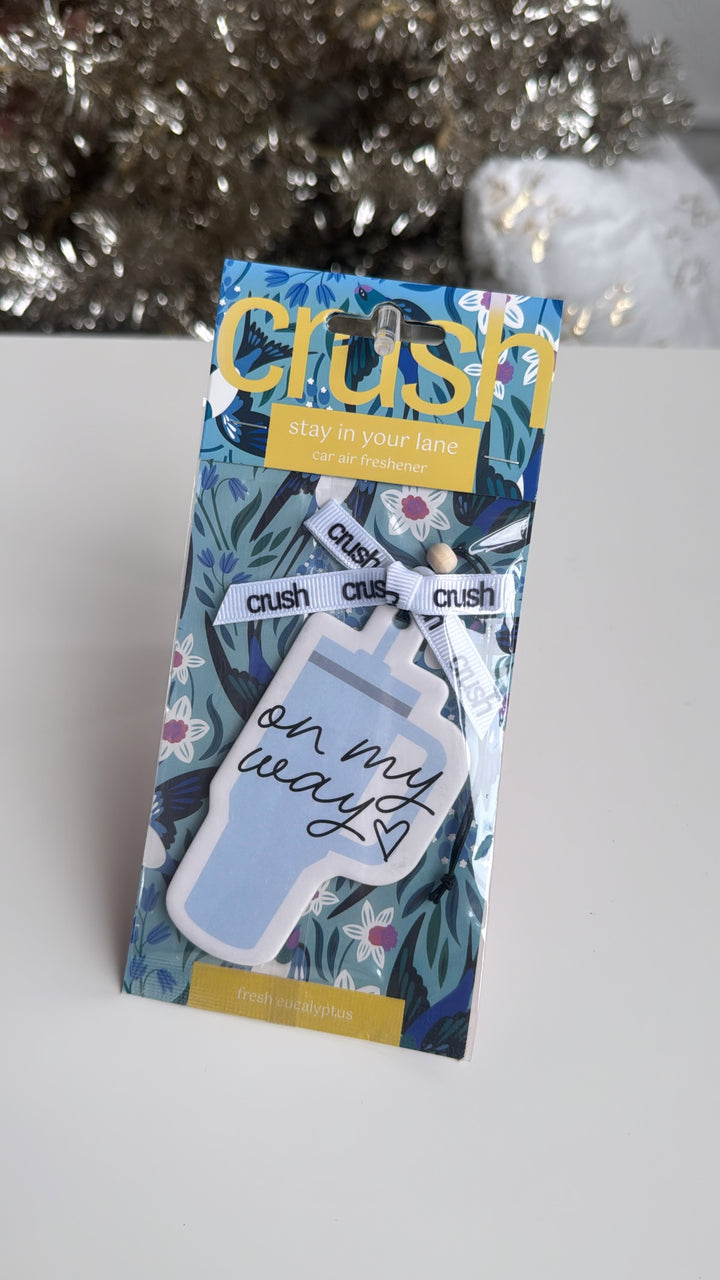 crush
stay in your lane
car air freshener
crush
crush
crush
crush
crush
on my
way
fresh eucalyptus